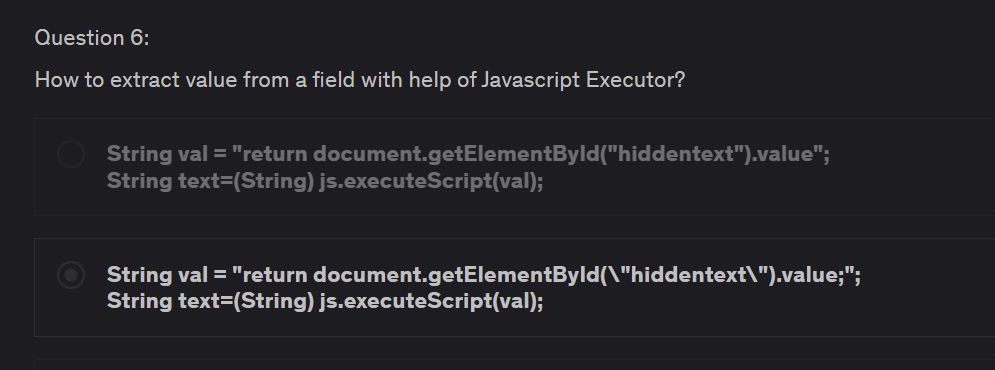 Question 6:
How to extract value from a field with help of Javascript Executor?
String val = "return document.getElementById("hiddentext").value";
String text=(String) js.executeScript(val);
String val = "return document.getElementById(\"hiddentext\").value;";
String text=(String) js.executeScript(val);